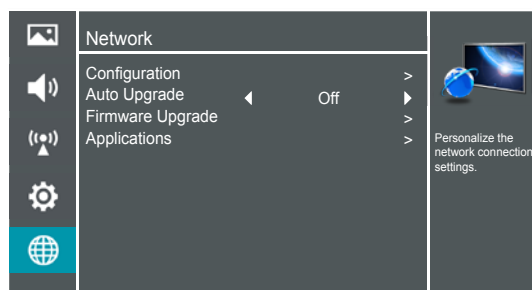 Network
Configuration >
Auto Upgrade Off
Firmware Upgrade >
Applications >
Personalize the
network connection
settings.